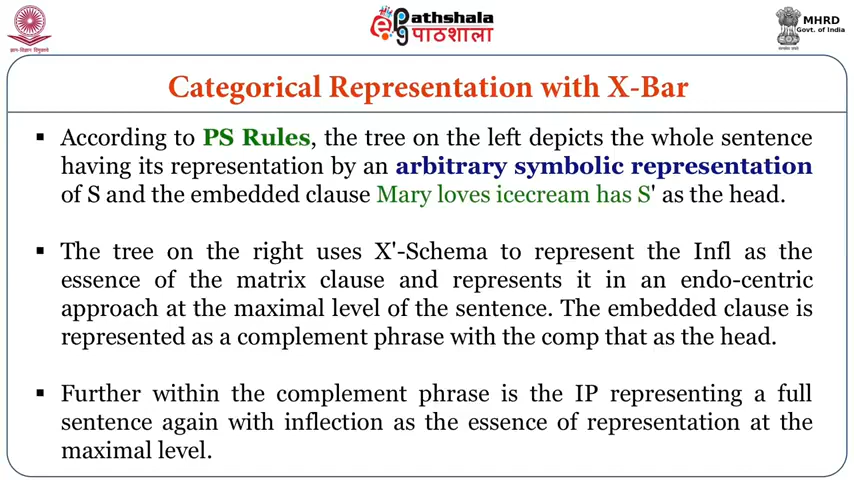 ePathshala
पाठशाला
MHRD
Govt. of India
Categorical Representation with X-Bar
▪ According to PS Rules, the tree on the left depicts the whole sentence
having its representation by an arbitrary symbolic representation
of S and the embedded clause Mary loves icecream has S' as the head.
▪ The tree on the right uses X'-Schema to represent the Infl as the
essence of the matrix clause and represents it in an endo-centric
approach at the maximal level of the sentence. The embedded clause is
represented as a complement phrase with the comp that as the head.
▪ Further within the complement phrase is the IP representing a full
sentence again with inflection as the essence of representation at the
maximal level.